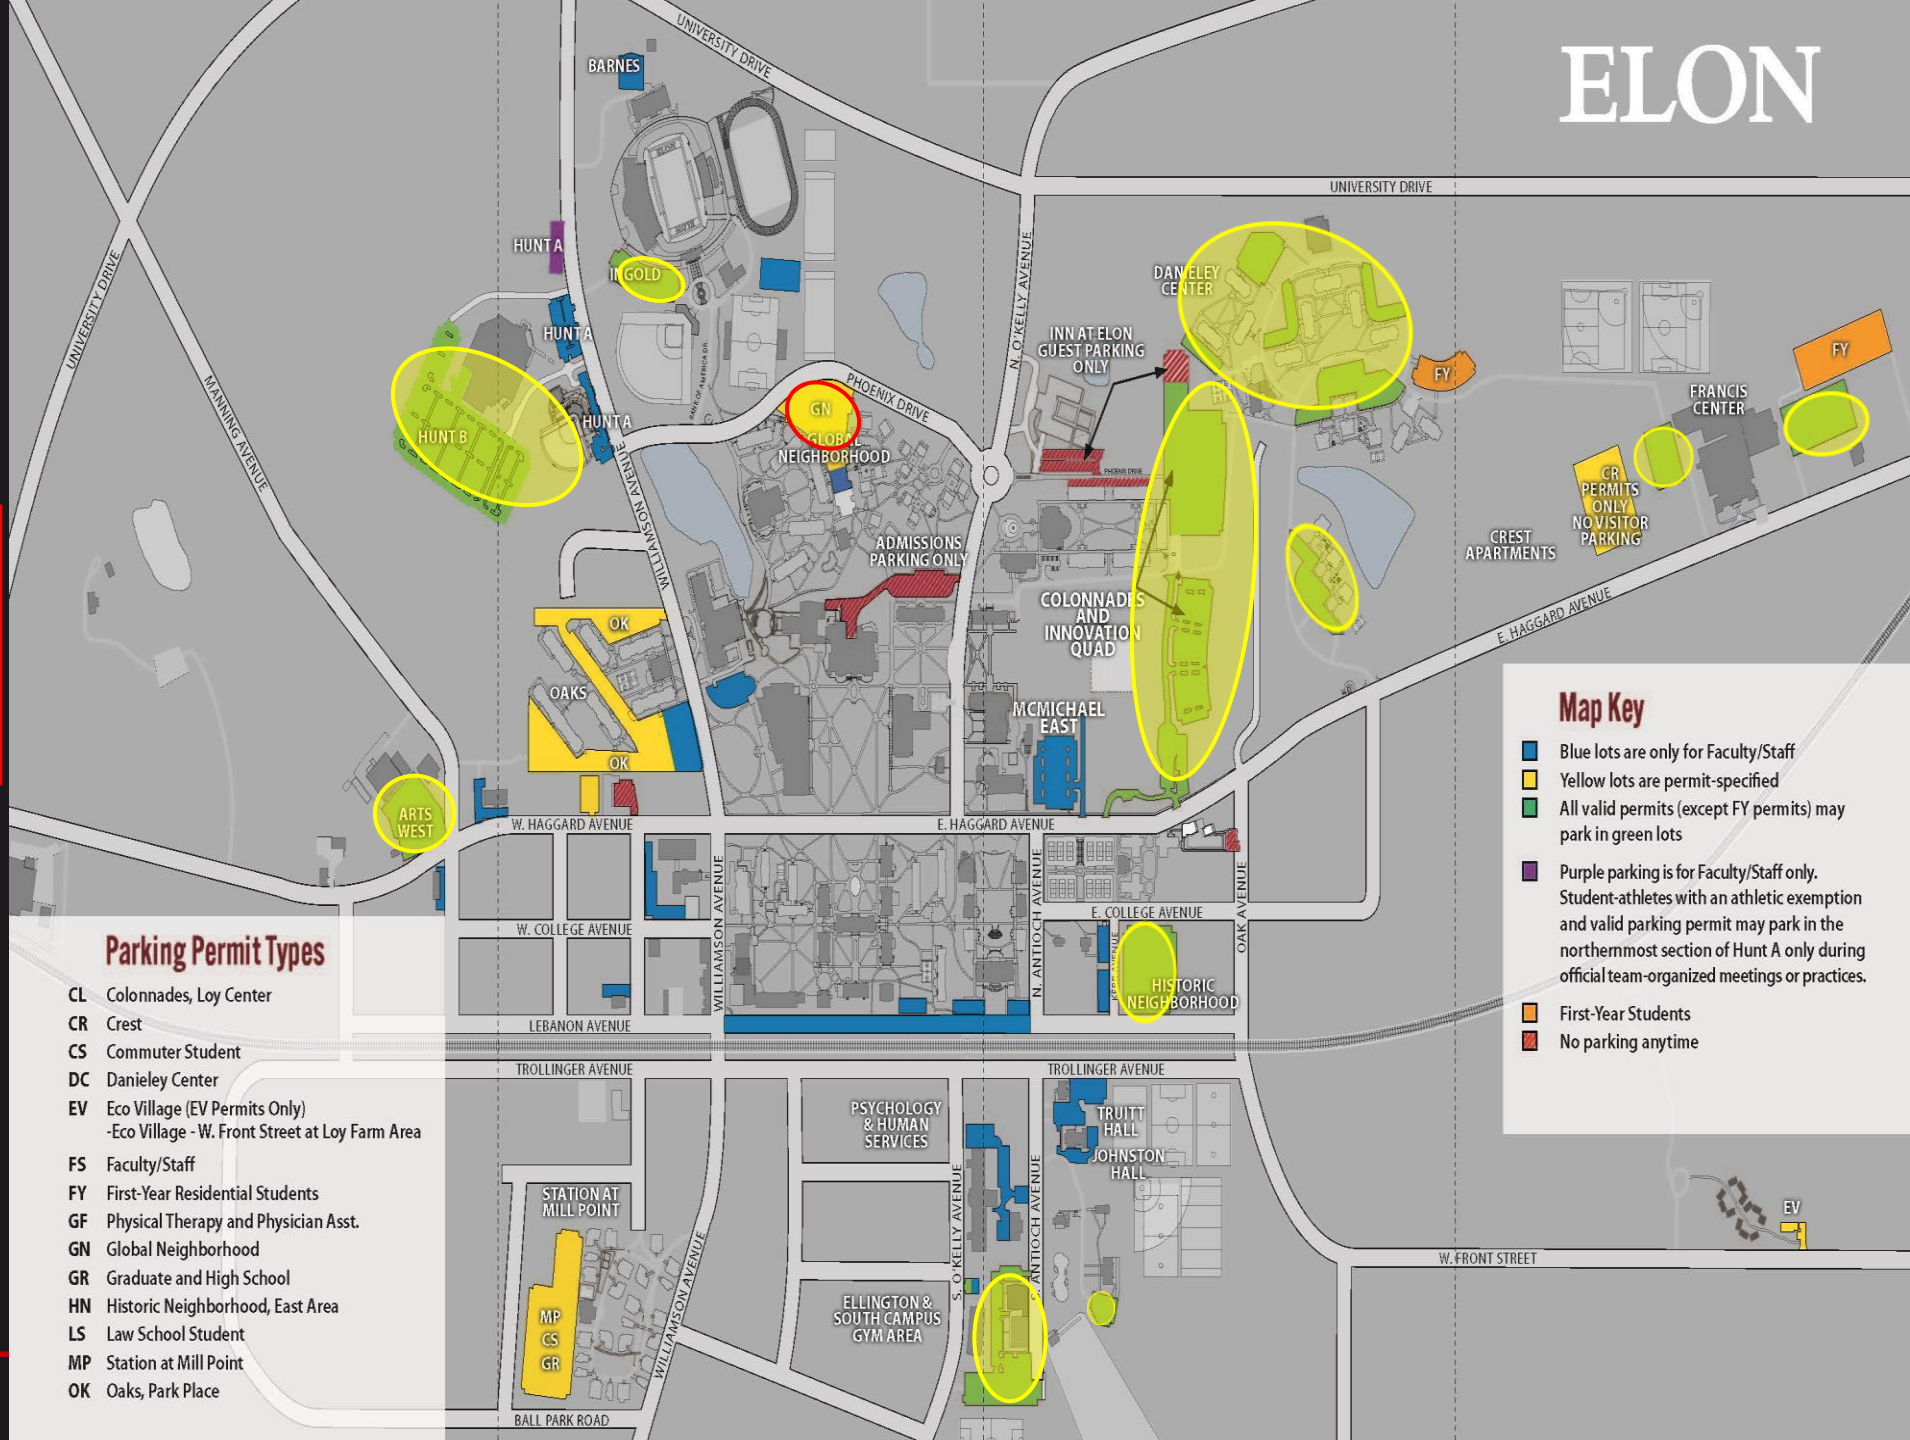 ELON
UNIVERSITY DRIVE
BARNES
ELON
UNIVERSITY DRIVE
HUNT A
INGOLD
N. O'KELLY AVENUE
DANIELEY
CENTER
UNIVERSITY DRIVE
HUNT A
INN AT ELON
GUEST PARKING
ONLY
BANK OF AMERICA DR.
PHOENIX DRIVE
FY
FY
MANNING AVENUE
GN
GLOBAL
NEIGHBORHOOD
HUNT A
HUNT B
FRANCIS
CENTER
PHOENIX DRIVE
CR
PERMITS
ONLY
NO VISITOR
PARKING
WILLIAMSON AVENUE
ADMISSIONS
PARKING ONLY
CREST
APARTMENTS
COLONNADES
AND
INNOVATION
QUAD
E. HAGGARD AVENUE
OK
OAKS
OK
MCMICHAEL
EAST
ARTS
WEST
W. HAGGARD AVENUE
E. HAGGARD AVENUE
WILLIAMSON AVENUE
N. ANTIOCH AVENUE
OAK AVENUE
W. COLLEGE AVENUE
E. COLLEGE AVENUE
KERR AVENUE
HISTORIC
NEIGHBORHOOD
LEBANON AVENUE
TROLLINGER AVENUE
TROLLINGER AVENUE
PSYCHOLOGY
& HUMAN
SERVICES
TRUITT
HALL
JOHNSTON
HALL
STATION AT
MILL POINT
S. O'KELLY AVENUE
S. ANTIOCH AVENUE
EV
W. FRONT STREET
WILLIAMSON AVENUE
ELLINGTON &
SOUTH CAMPUS
GYM AREA
MP
CS
GR
BALL PARK ROAD
Map Key
Blue lots are only for Faculty/Staff
Yellow lots are permit-specified
All valid permits (except FY permits) may
park in green lots
Purple parking is for Faculty/Staff only.
Student-athletes with an athletic exemption
and valid parking permit may park in the
northernmost section of Hunt A only during
official team-organized meetings or practices.
First-Year Students
No parking anytime
Parking Permit Types
CL Colonnades, Loy Center
CR Crest
CS Commuter Student
DC Danieley Center
EV Eco Village (EV Permits Only)
-Eco Village - W. Front Street at Loy Farm Area
FS Faculty/Staff
FY First-Year Residential Students
GF Physical Therapy and Physician Asst.
GN Global Neighborhood
GR Graduate and High School
HN Historic Neighborhood, East Area
LS Law School Student
MP Station at Mill Point
OK Oaks, Park Place